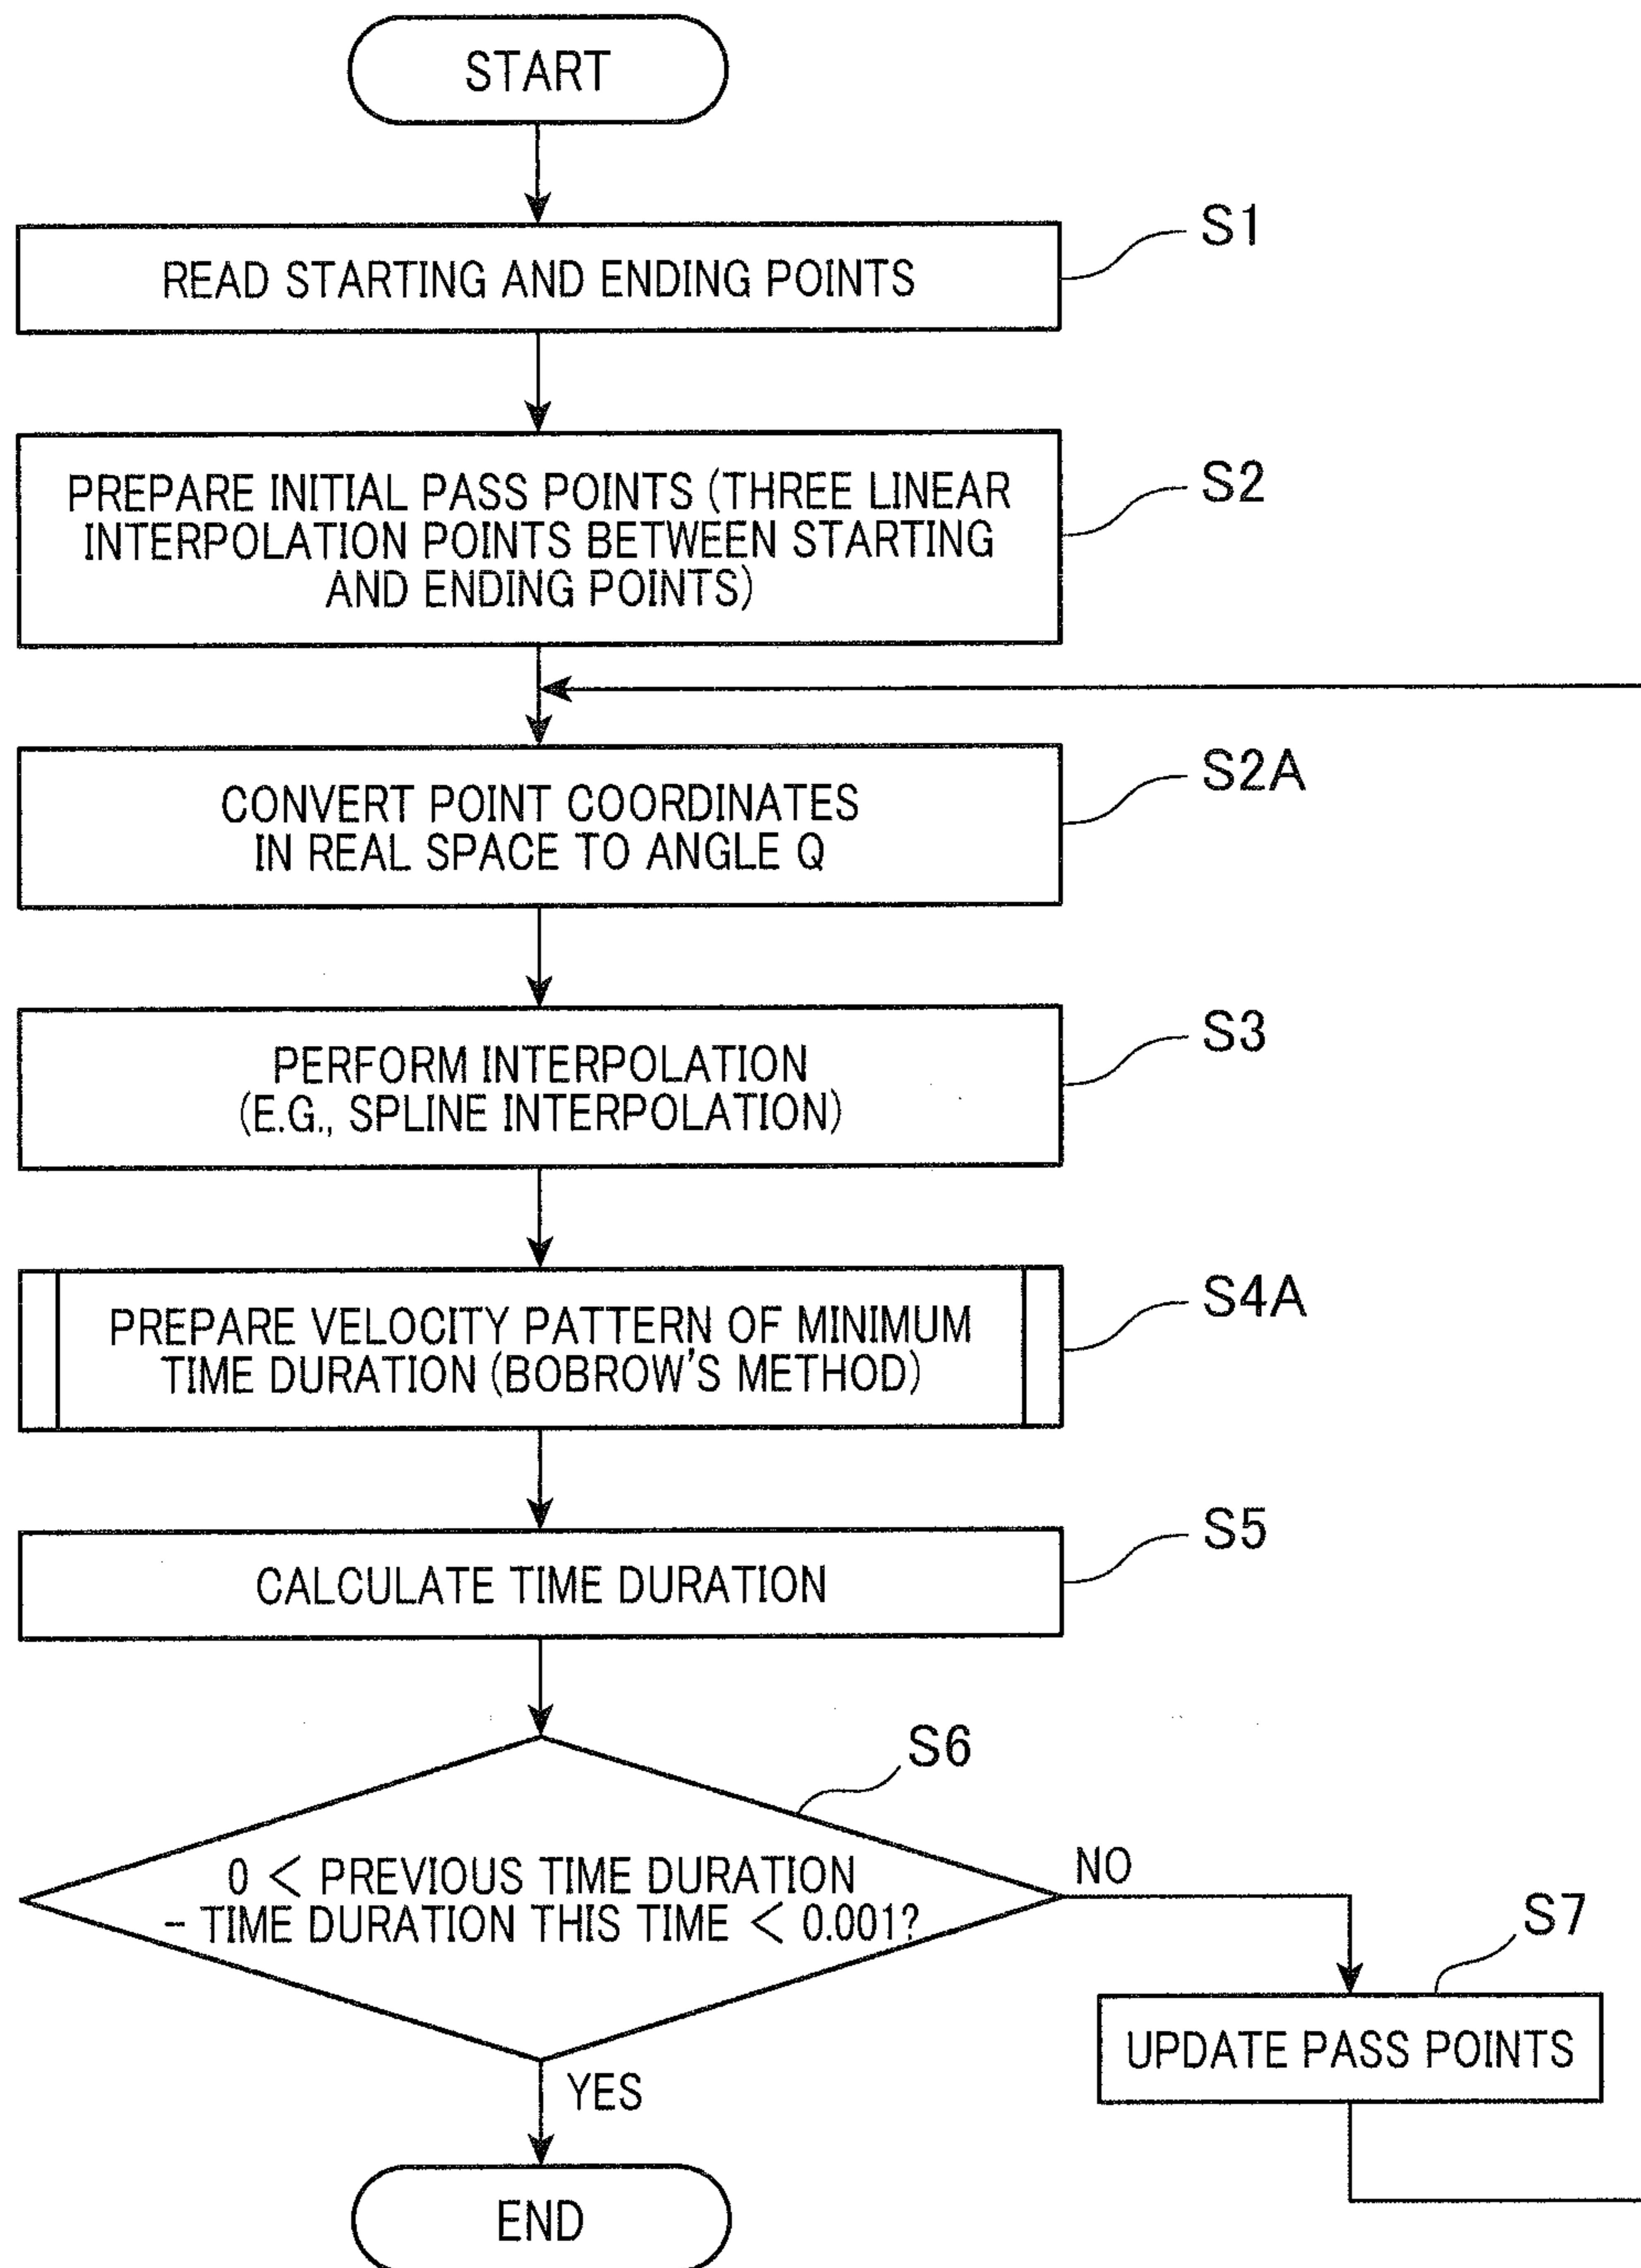 START
S1
READ STARTING AND ENDING POINTS
S2
PREPARE INITIAL PASS POINTS (THREE LINEAR
INTERPOLATION POINTS BETWEEN STARTING
AND ENDING POINTS)
S2A
CONVERT POINT COORDINATES
IN REAL SPACE TO ANGLE Q
S3
PERFORM INTERPOLATION
(E.G., SPLINE INTERPOLATION)
S4A
PREPARE VELOCITY PATTERN OF MINIMUM
TIME DURATION (BOBROW'S METHOD)
S5
CALCULATE TIME DURATION
S6
0 < PREVIOUS TIME DURATION
- TIME DURATION THIS TIME < 0.001?
NO
S7
UPDATE PASS POINTS
YES
END